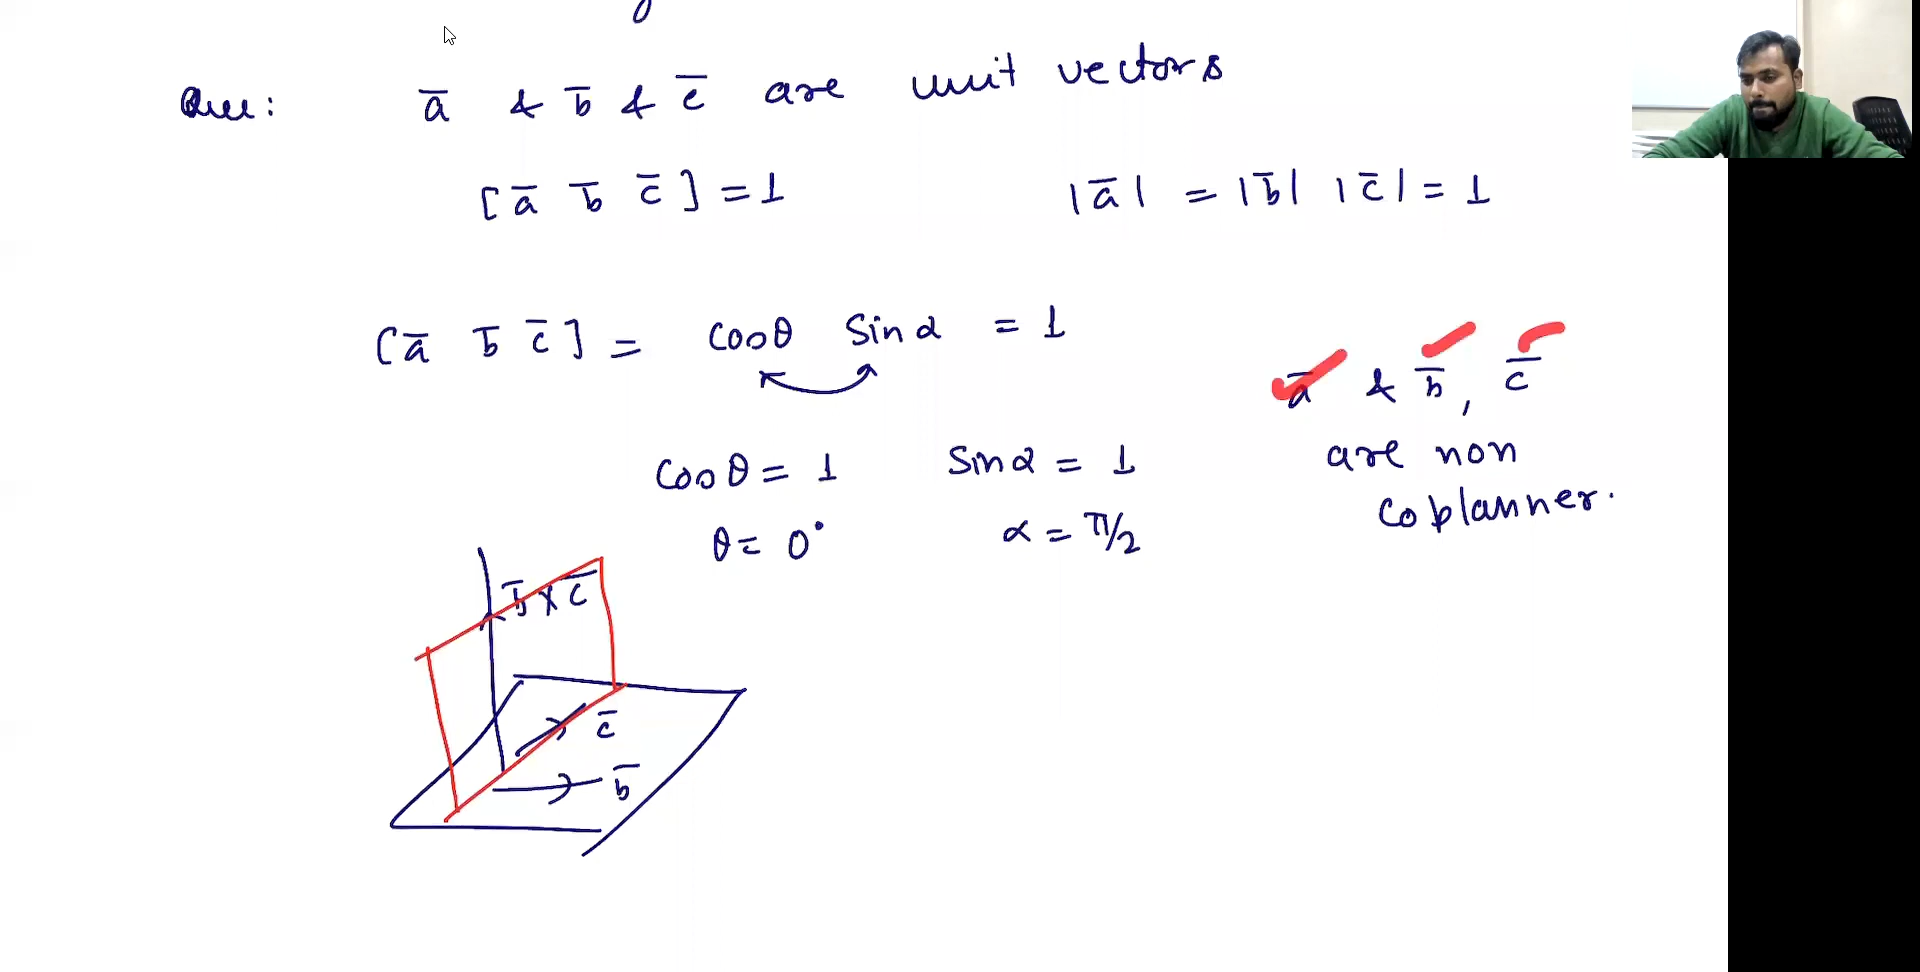 Que: a̅ & b̅ & c̅ are unit vectors
[a̅ b̅ c̅] = 1 |a̅| = |b̅| |c̅| = 1
[a̅ b̅ c̅] = Cosθ Sinα = 1
a̅ & b̅, c̅
are non
coplanner.
Cosθ = 1 Sinα = 1
θ = 0° α = π/2
b̅ × c̅
c̅
b̅